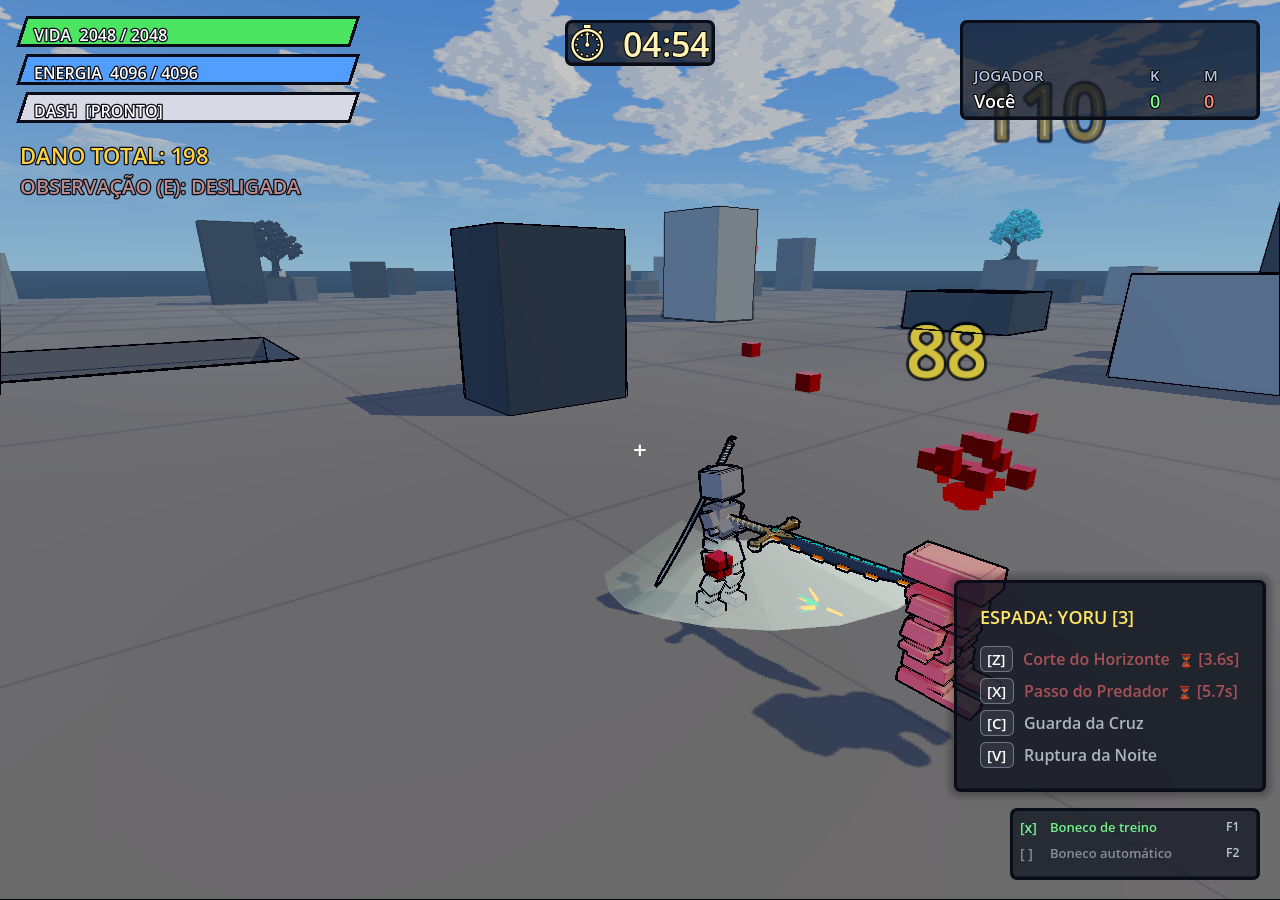 VIDA 2048 / 2048
ENERGIA 4096 / 4096
DASH [PRONTO]
DANO TOTAL: 198
OBSERVAÇÃO (E): DESLIGADA
04:54
JOGADOR K M
Você 0 0
110
88
ESPADA: YORU [3]
[Z] Corte do Horizonte ⏳ [3.6s]
[X] Passo do Predador ⏳ [5.7s]
[C] Guarda da Cruz
[V] Ruptura da Noite
[x] Boneco de treino F1
[ ] Boneco automático F2